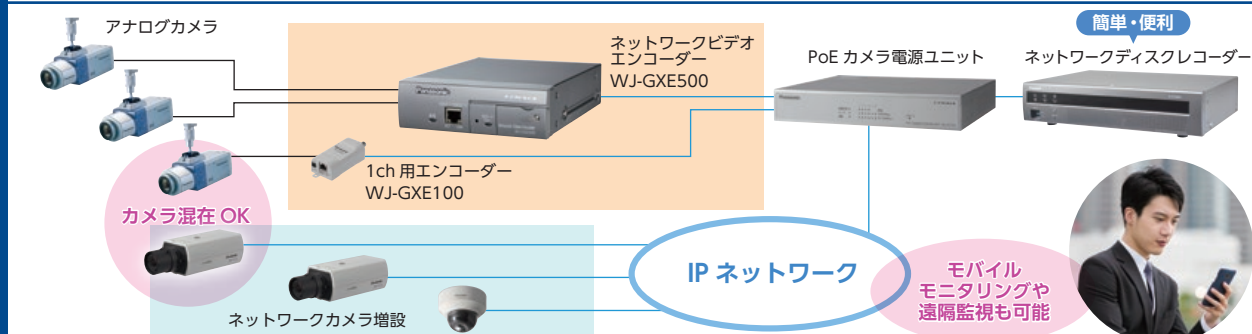 アナログカメラ
ネットワークビデオ
エンコーダー
WJ-GXE500
PoE カメラ電源ユニット
簡単・便利
ネットワークディスクレコーダー
Panasonic
1ch 用エンコーダー
WJ-GXE100
カメラ混在 OK
ネットワークカメラ増設
IP ネットワーク
モバイル
モニタリングや
遠隔監視も可能